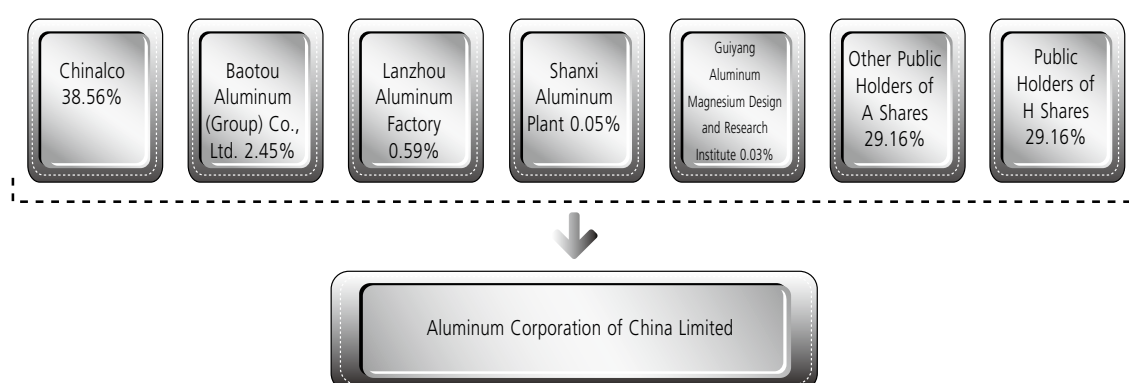 Chinalco
38.56%
Baotou
Aluminum
(Group) Co.,
Ltd. 2.45%
Lanzhou
Aluminum
Factory
0.59%
Shanxi
Aluminum
Plant 0.05%
Guiyang
Aluminum
Magnesium Design
and Research
Institute 0.03%
Other Public
Holders of
A Shares
29.16%
Public
Holders of
H Shares
29.16%
Aluminum Corporation of China Limited